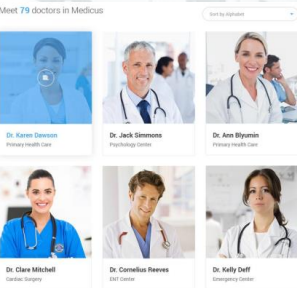 Meet 79 doctors in Medicus
Sort by Alphabet
Dr. Karen Dawson
Primary Health Care
Dr. Jack Simmons
Psychology Center
Dr. Ann Blyumin
Primary Health Care
Dr. Clare Mitchell
Cardiac Surgery
Dr. Cornelius Reeves
ENT Center
Dr. Kelly Deff
Emergency Center